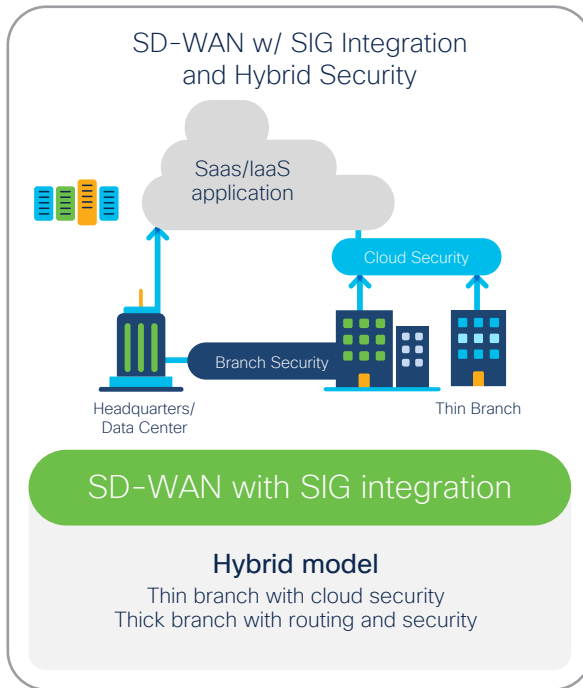 SD-WAN w/ SIG Integration
and Hybrid Security
Saas/IaaS
application
Cloud Security
Branch Security
Headquarters/
Data Center
Thin Branch
SD-WAN with SIG integration
Hybrid model
Thin branch with cloud security
Thick branch with routing and security